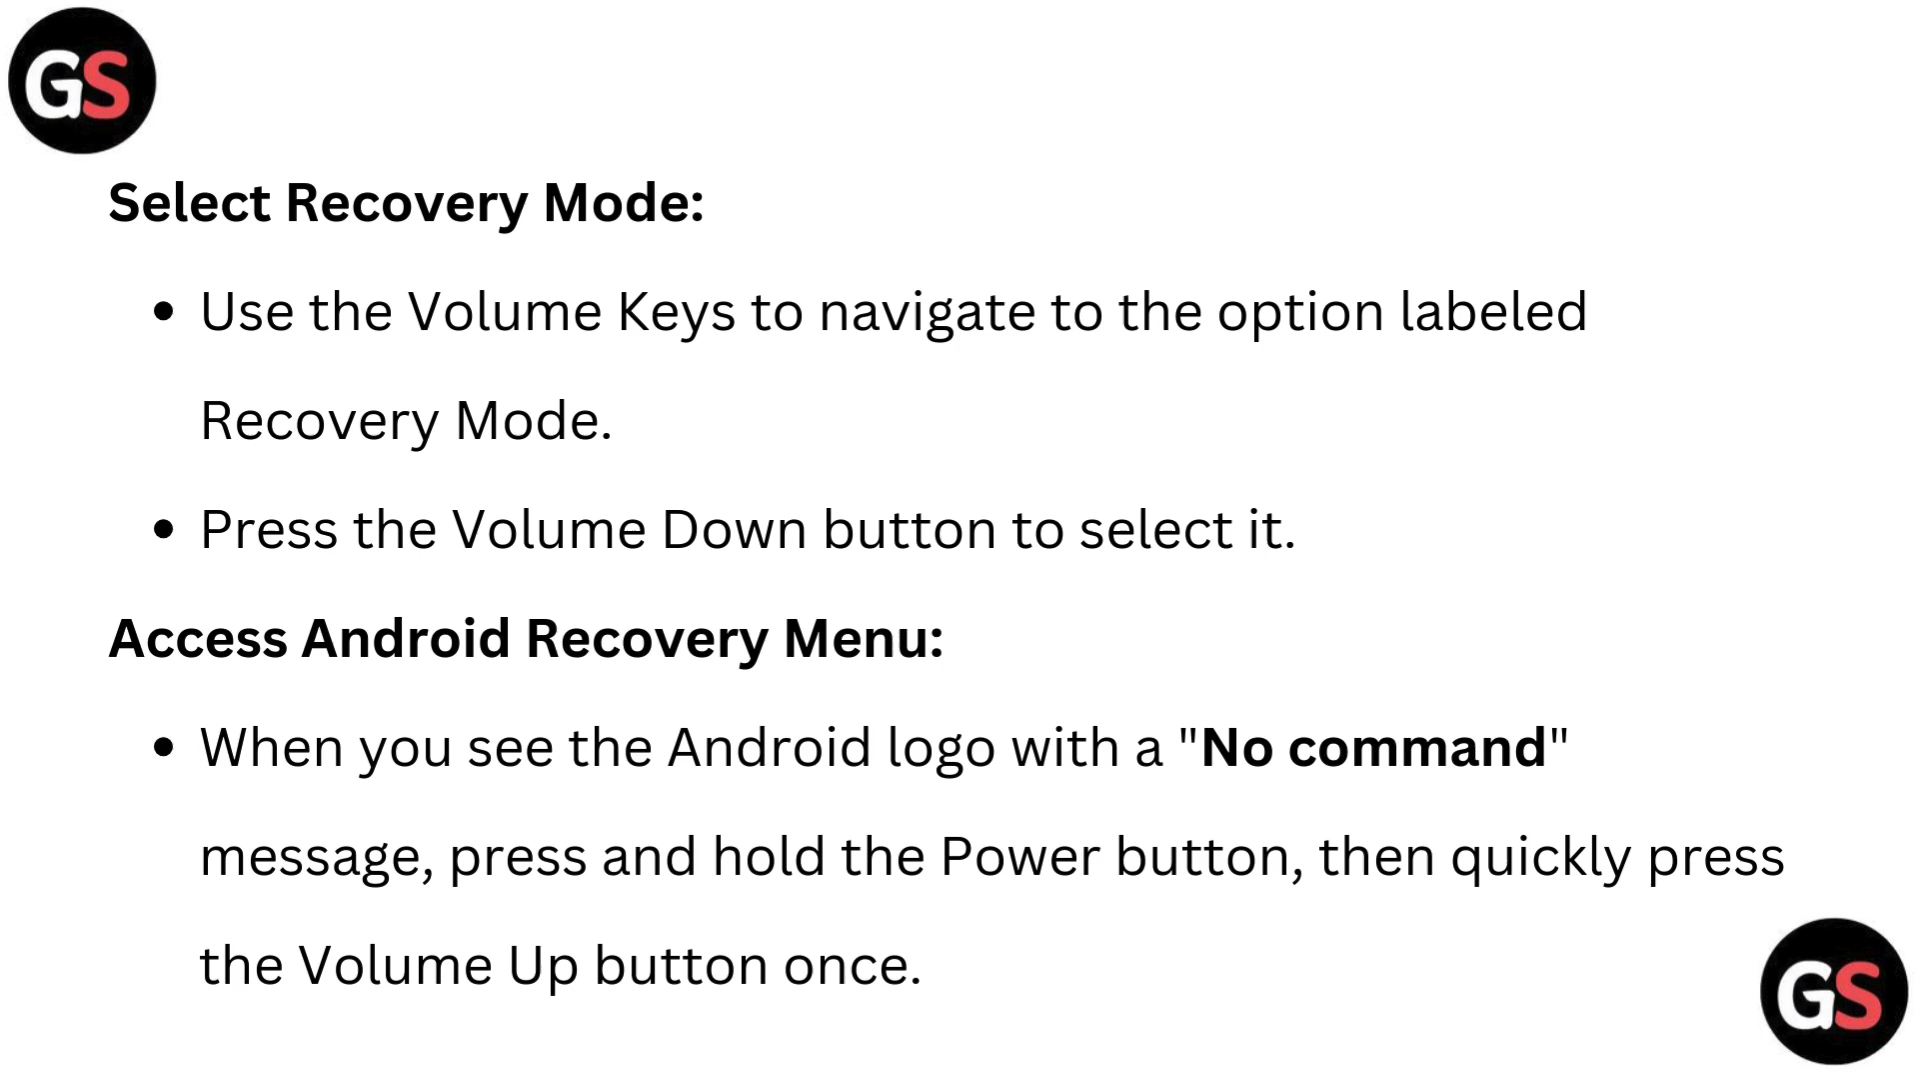 GS
Select Recovery Mode:
• Use the Volume Keys to navigate to the option labeled
Recovery Mode.
• Press the Volume Down button to select it.
Access Android Recovery Menu:
• When you see the Android logo with a "No command"
message, press and hold the Power button, then quickly press
the Volume Up button once.
GS